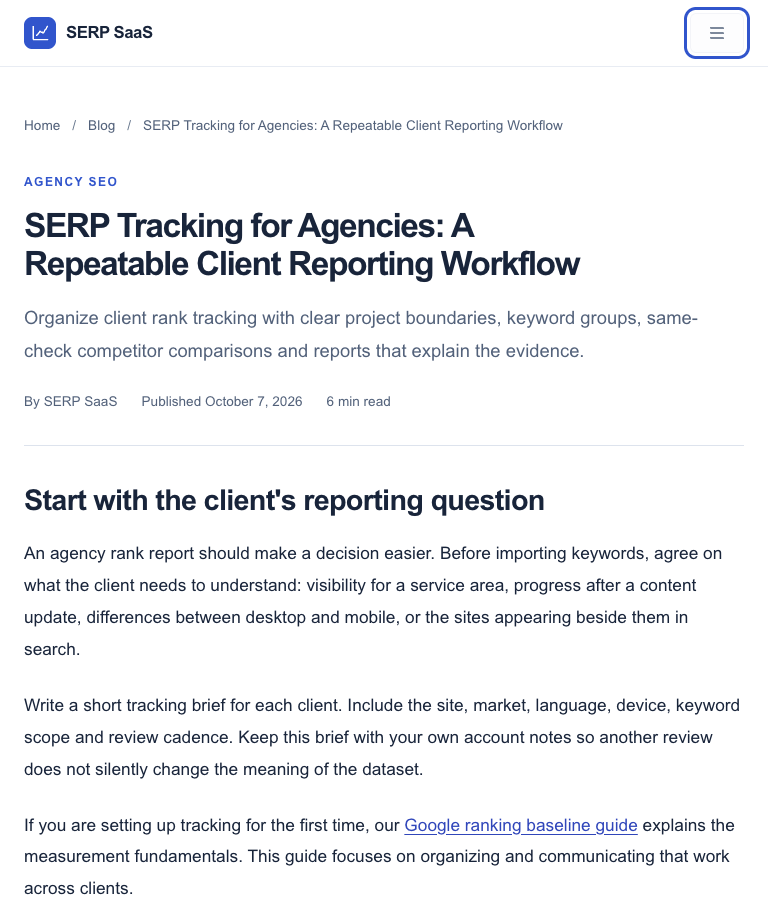 SERP SaaS
Home / Blog / SERP Tracking for Agencies: A Repeatable Client Reporting Workflow
AGENCY SEO
SERP Tracking for Agencies: A
Repeatable Client Reporting Workflow
Organize client rank tracking with clear project boundaries, keyword groups, same-
check competitor comparisons and reports that explain the evidence.
By SERP SaaS Published October 7, 2026 6 min read
Start with the client's reporting question
An agency rank report should make a decision easier. Before importing keywords, agree on
what the client needs to understand: visibility for a service area, progress after a content
update, differences between desktop and mobile, or the sites appearing beside them in
search.
Write a short tracking brief for each client. Include the site, market, language, device, keyword
scope and review cadence. Keep this brief with your own account notes so another review
does not silently change the meaning of the dataset.
If you are setting up tracking for the first time, our Google ranking baseline guide explains the
measurement fundamentals. This guide focuses on organizing and communicating that work
across clients.